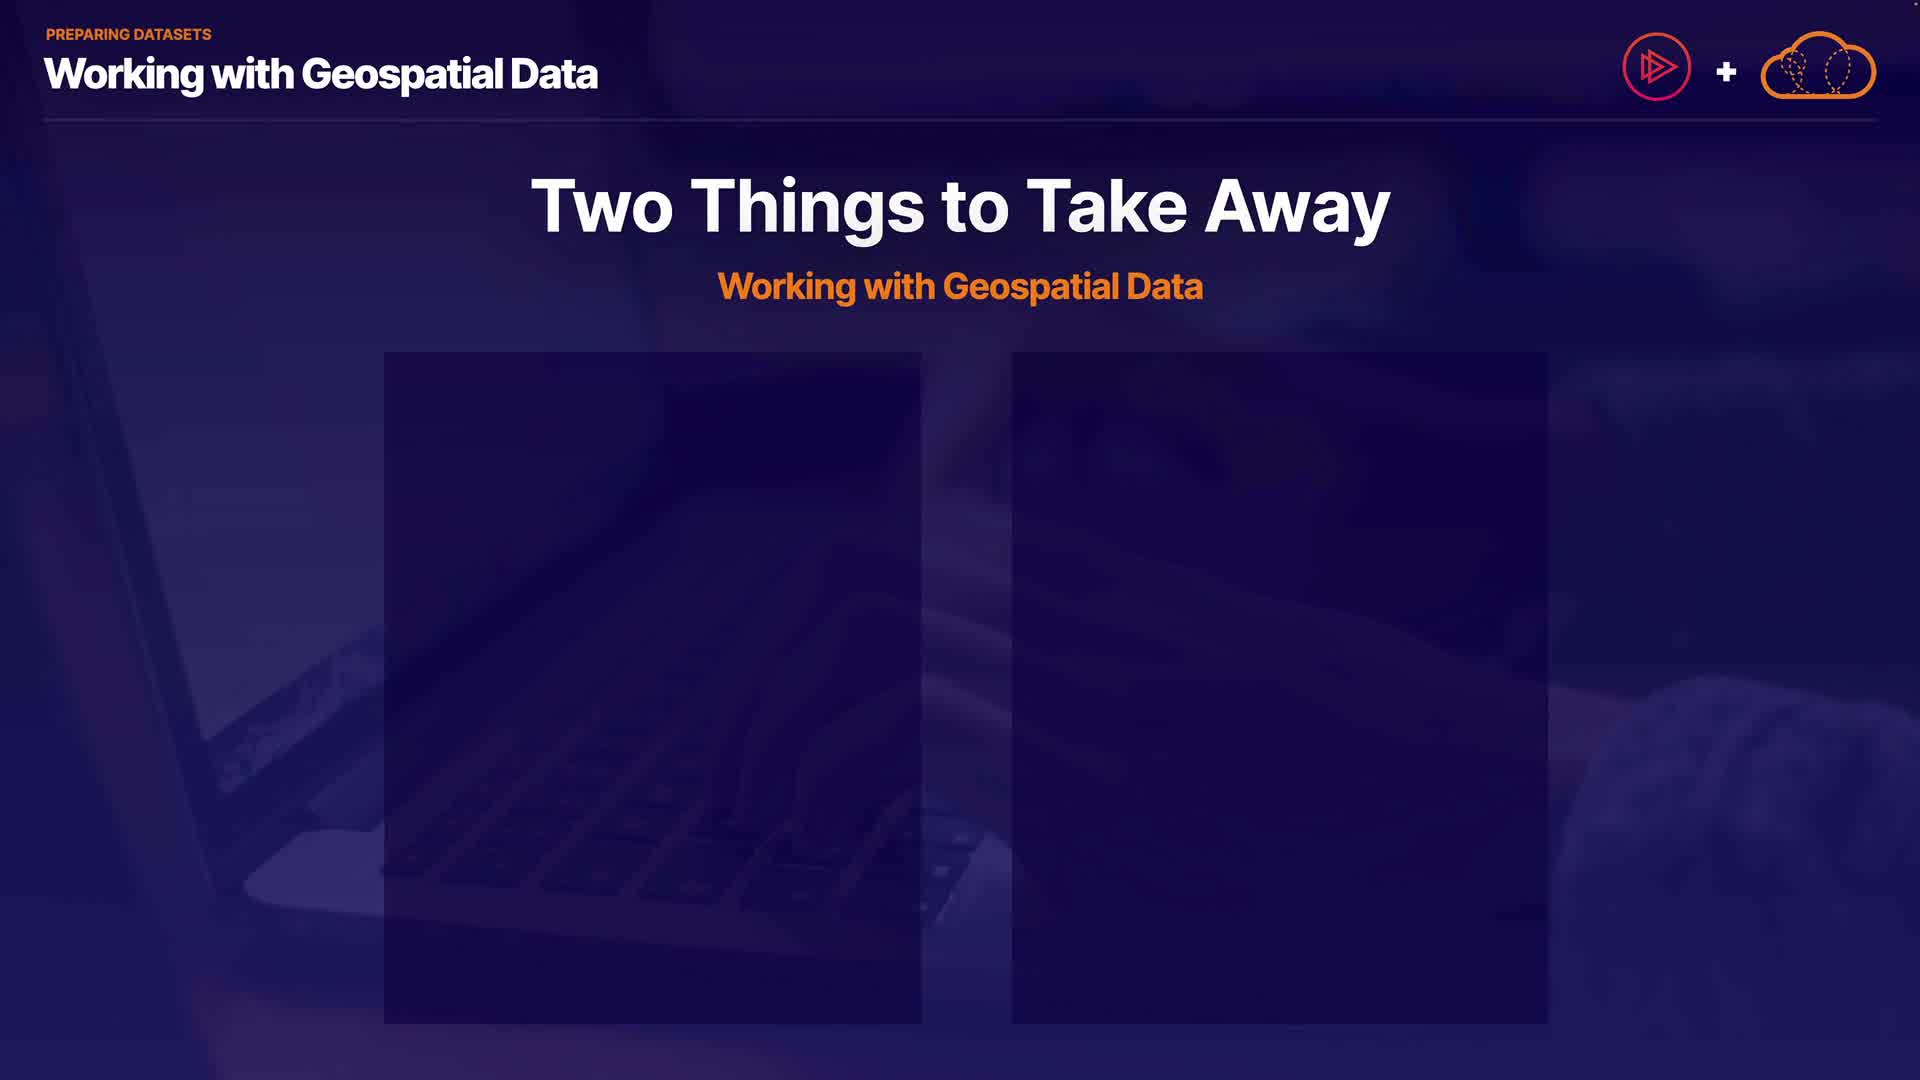 PREPARING DATASETS
Working with Geospatial Data
Two Things to Take Away
Working with Geospatial Data